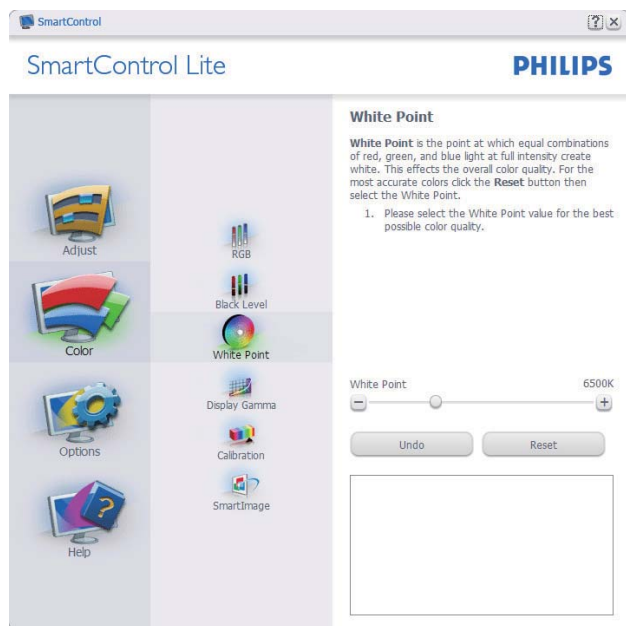 SmartControl
SmartControl Lite
PHILIPS
Adjust
Color
Options
Help
RGB
Black Level
White Point
Display Gamma
Calibration
SmartImage
White Point
White Point is the point at which equal combinations
of red, green, and blue light at full intensity create
white. This effects the overall color quality. For the
most accurate colors click the Reset button then
select the White Point.
1. Please select the White Point value for the best
possible color quality.
White Point 6500K
Undo Reset